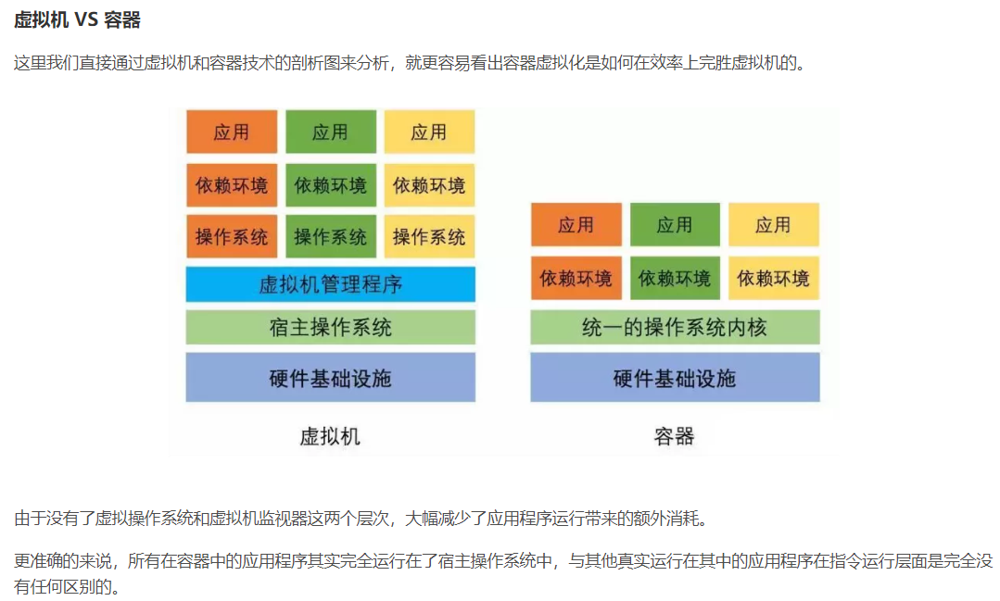 虚拟机 VS 容器
这里我们直接通过虚拟机和容器技术的剖析图来分析，就更容易看出容器虚拟化是如何在效率上完胜虚拟机的。
应用 应用 应用
依赖环境 依赖环境 依赖环境
操作系统 操作系统 操作系统
虚拟机管理程序
宿主操作系统
硬件基础设施
虚拟机
应用 应用 应用
依赖环境 依赖环境 依赖环境
统一的操作系统内核
硬件基础设施
容器
由于没有了虚拟操作系统和虚拟机监视器这两个层次，大幅减少了应用程序运行带来的额外消耗。
更准确的来说，所有在容器中的应用程序其实完全运行在了宿主操作系统中，与其他真实运行在其中的应用程序在指令运行层面是完全没
有任何区别的。